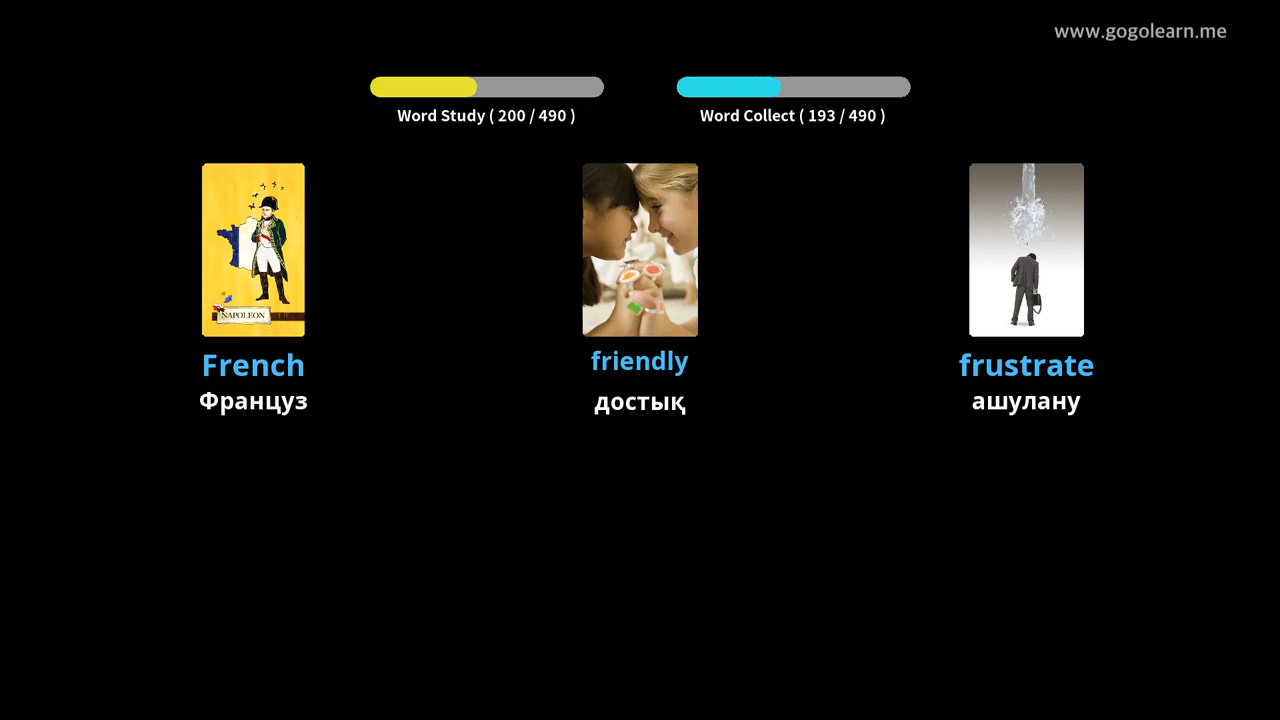 www.gogolearn.me
Word Study ( 200 / 490 )
Word Collect ( 193 / 490 )
NAPOLEON
French
friendly
frustrate
Француз
достық
ашулану